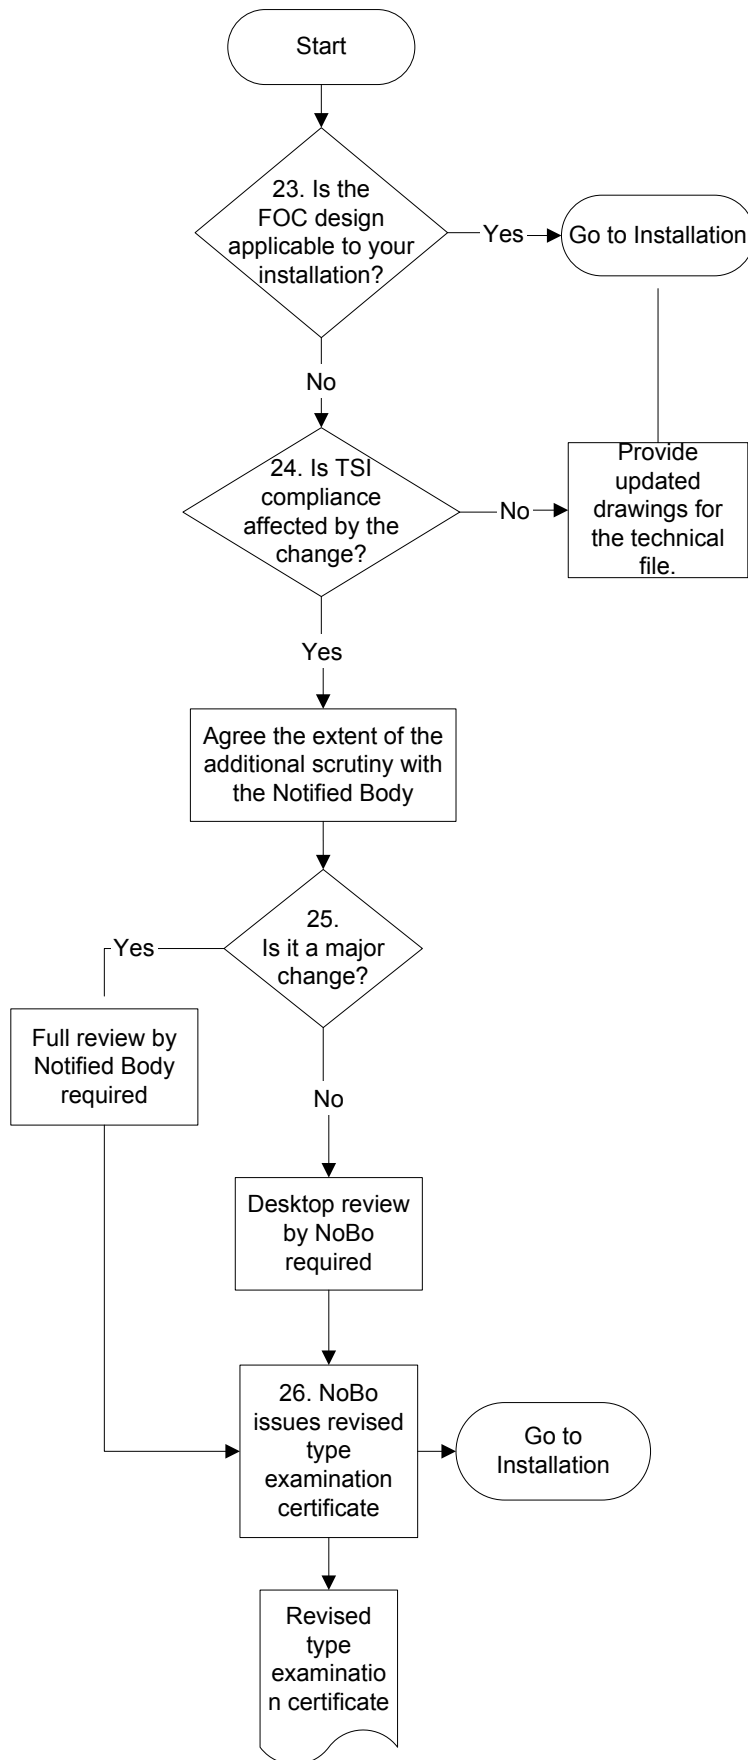 Start
23. Is the
FOC design
applicable to your
installation?
Yes
Go to Installation
No
24. Is TSI
compliance
affected by the
change?
No
Provide
updated
drawings for
the technical
file.
Yes
Agree the extent of the
additional scrutiny with
the Notified Body
25.
Is it a major
change?
Yes
Full review by
Notified Body
required
No
Desktop review
by NoBo
required
26. NoBo
issues revised
type
examination
certificate
Go to
Installation
Revised
type
examinatio
n certificate